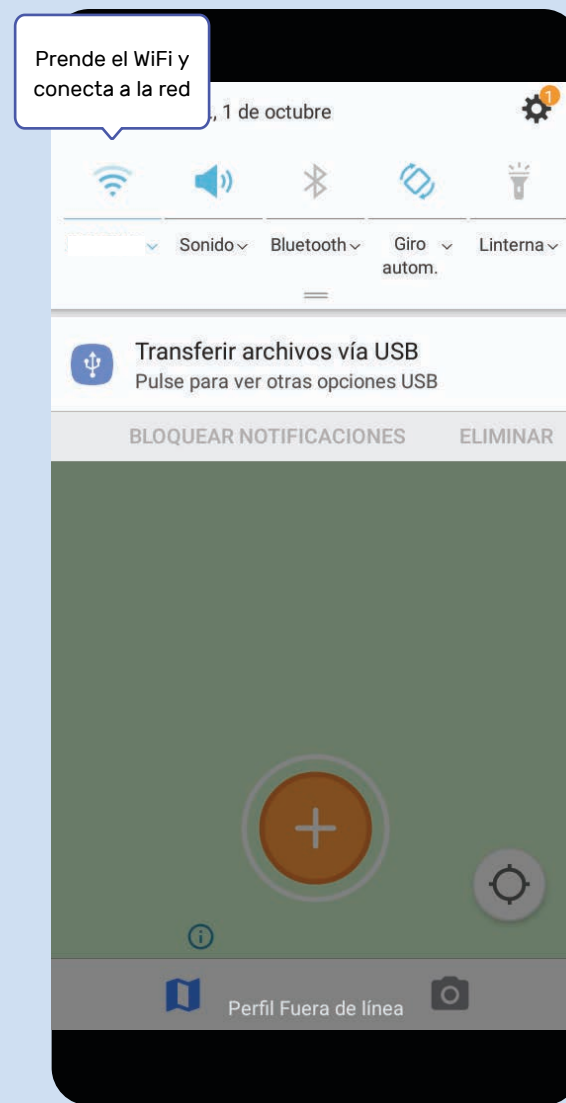 Prende el WiFi y
conecta a la red
., 1 de octubre
1
Sonido
Bluetooth
Giro
autom.
Linterna
Transferir archivos vía USB
Pulse para ver otras opciones USB
BLOQUEAR NOTIFICACIONES ELIMINAR
Perfil Fuera de línea